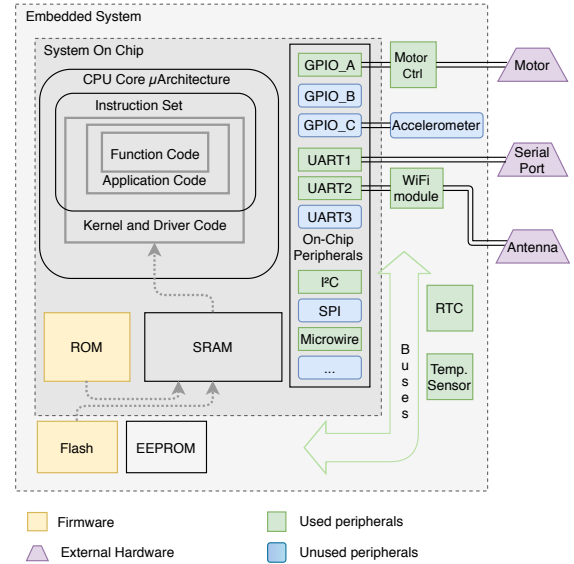 Embedded System
System On Chip
CPU Core µArchitecture
Instruction Set
Function Code
Application Code
Kernel and Driver Code
GPIO_A
GPIO_B
GPIO_C
UART1
UART2
UART3
On-Chip
Peripherals
I²C
SPI
Microwire
...
Motor
Ctrl
Motor
Accelerometer
Serial
Port
WiFi
module
Antenna
Buses
RTC
Temp.
Sensor
ROM
SRAM
Flash
EEPROM
Firmware
External Hardware
Used peripherals
Unused peripherals